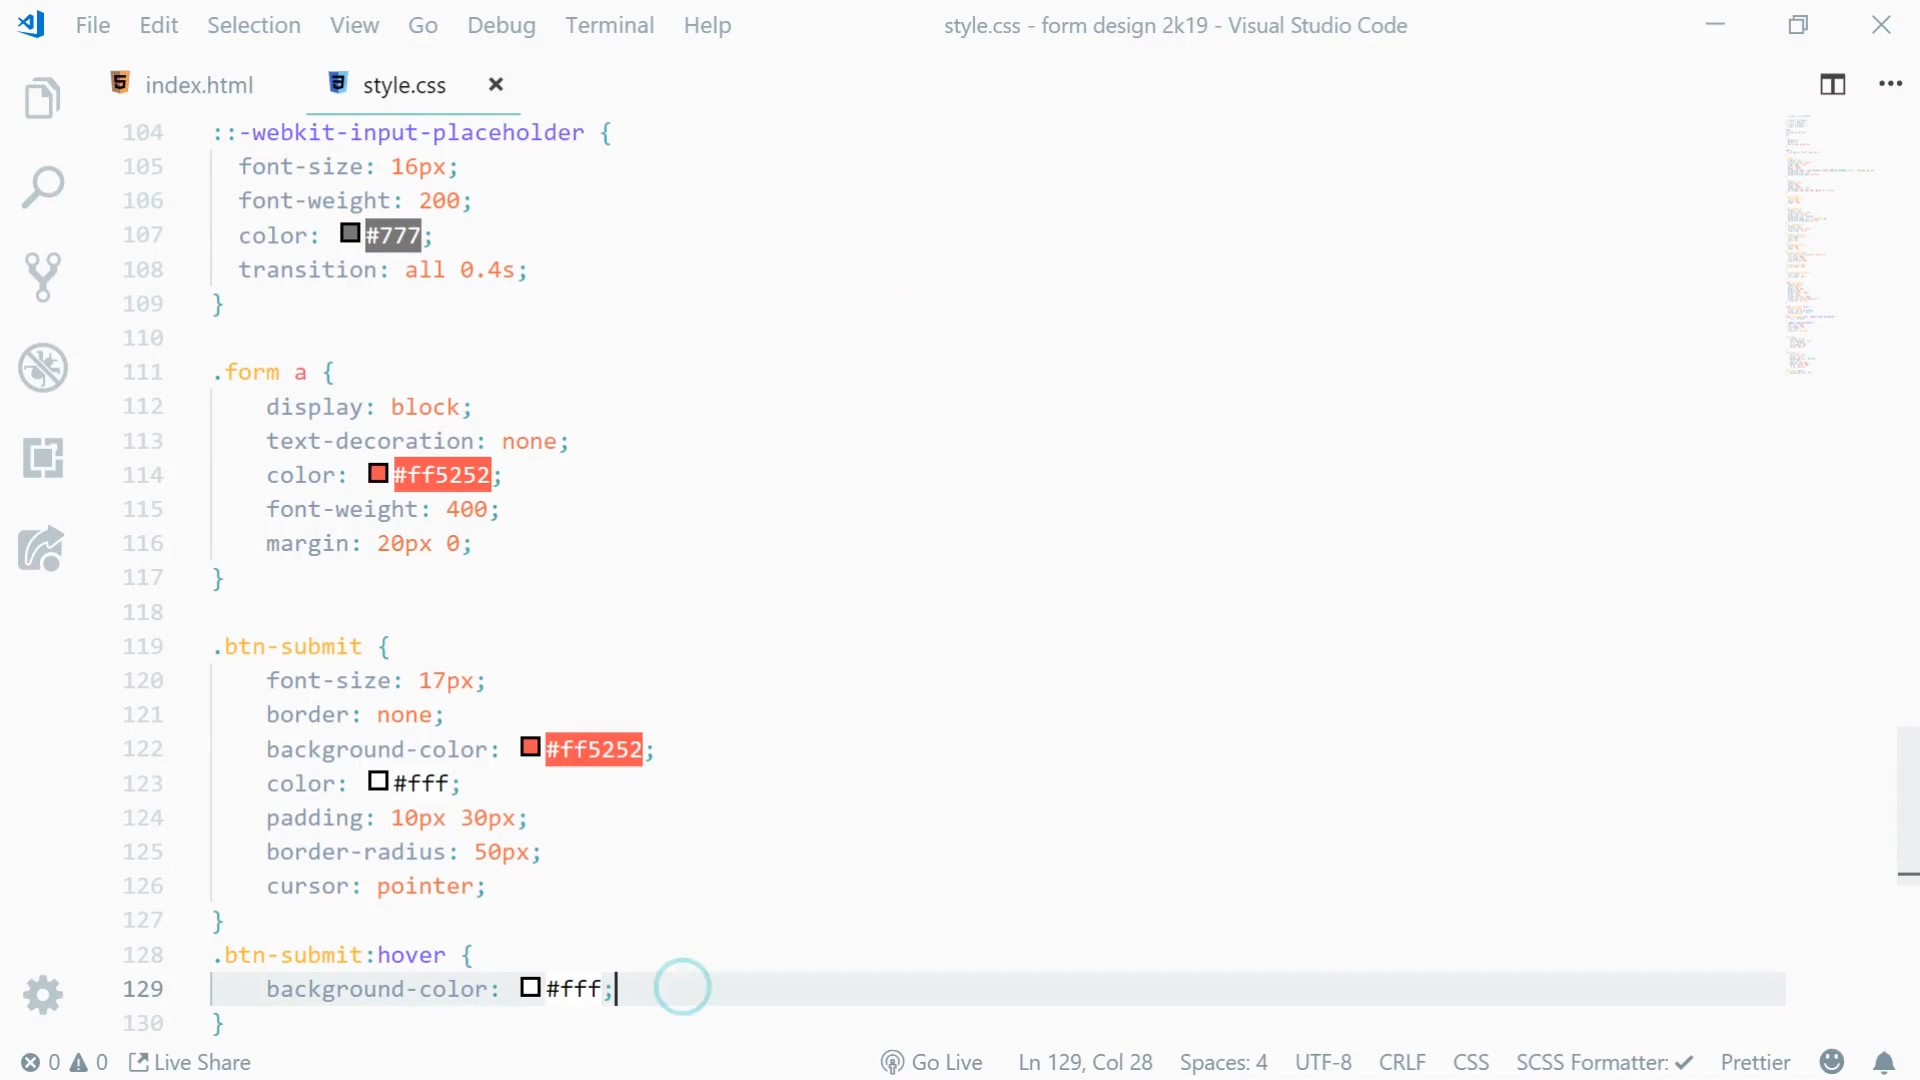 File Edit Selection View Go Debug Terminal Help style.css - form design 2k19 - Visual Studio Code
index.html style.css
104 ::-webkit-input-placeholder {
105 font-size: 16px;
106 font-weight: 200;
107 color: #777;
108 transition: all 0.4s;
109 }
110
111 .form a {
112 display: block;
113 text-decoration: none;
114 color: #ff5252;
115 font-weight: 400;
116 margin: 20px 0;
117 }
118
119 .btn-submit {
120 font-size: 17px;
121 border: none;
122 background-color: #ff5252;
123 color: #fff;
124 padding: 10px 30px;
125 border-radius: 50px;
126 cursor: pointer;
127 }
128 .btn-submit:hover {
129 background-color: #fff;
130 }
0 0 Live Share Go Live Ln 129, Col 28 Spaces: 4 UTF-8 CRLF CSS SCSS Formatter: ✓ Prettier